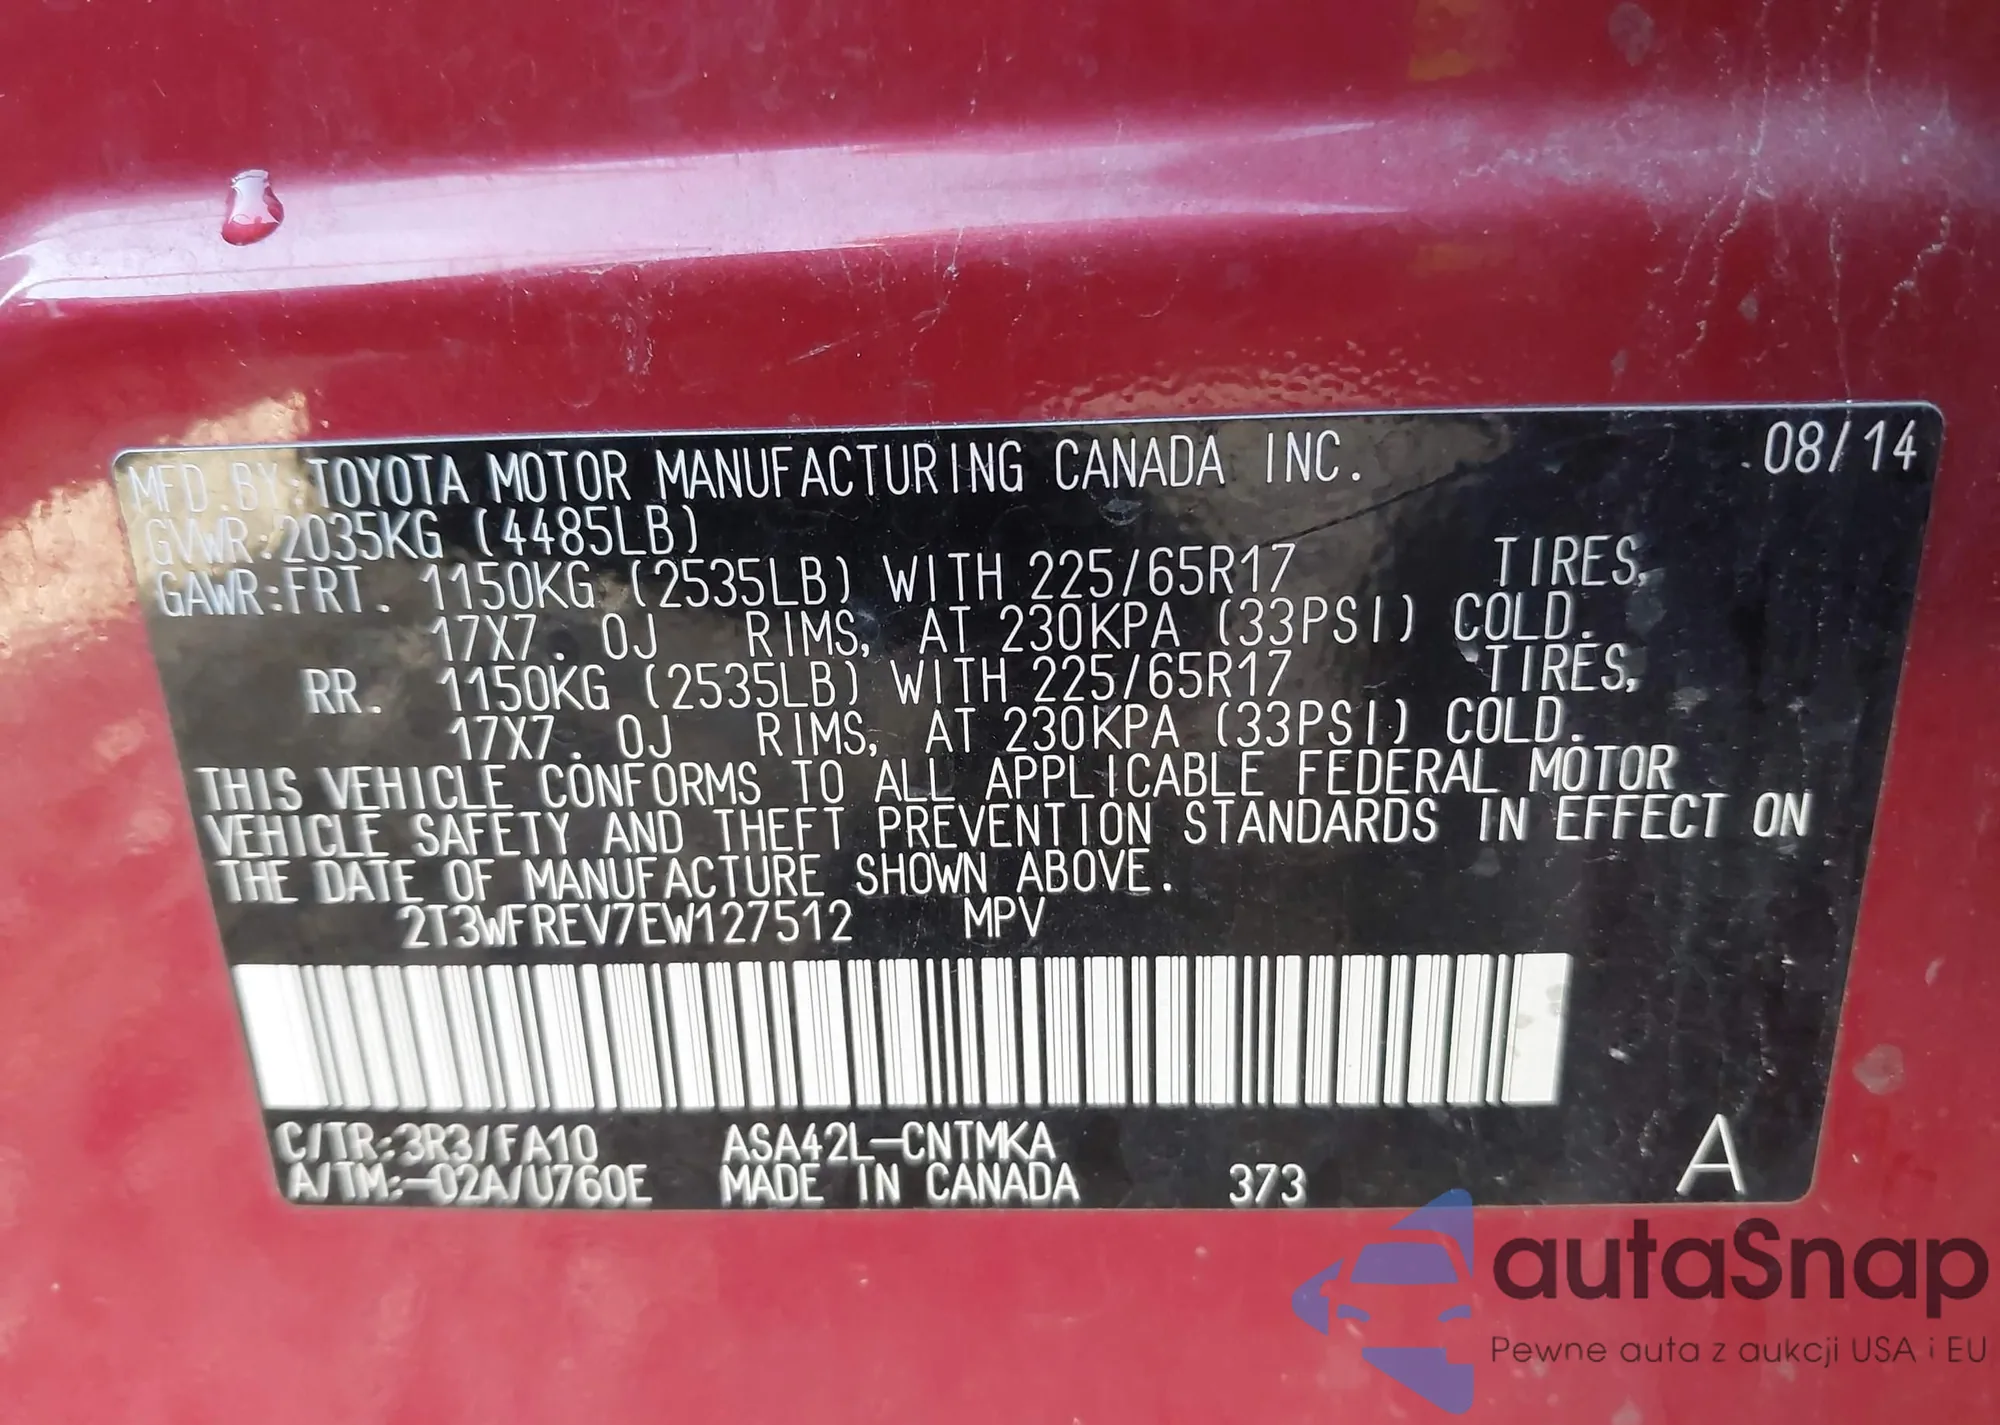 MFD.BY:TOYOTA MOTOR MANUFACTURING CANADA INC. 08/14
GVWR:2035KG (4485LB)
GAWR:FRT. 1150KG (2535LB) WITH 225/65R17 TIRES,
17X7.0J RIMS, AT 230KPA (33PSI) COLD.
RR. 1150KG (2535LB) WITH 225/65R17 TIRES,
17X7.0J RIMS, AT 230KPA (33PSI) COLD.
THIS VEHICLE CONFORMS TO ALL APPLICABLE FEDERAL MOTOR
VEHICLE SAFETY AND THEFT PREVENTION STANDARDS IN EFFECT ON
THE DATE OF MANUFACTURE SHOWN ABOVE.
2T3WFREV7EW127512 MPV
C/TR:3R3/FA10 ASA42L-CNTMKA
A/TM:-02A/U760E MADE IN CANADA 373 A
autaSnap
Pewne auta z aukcji USA i EU